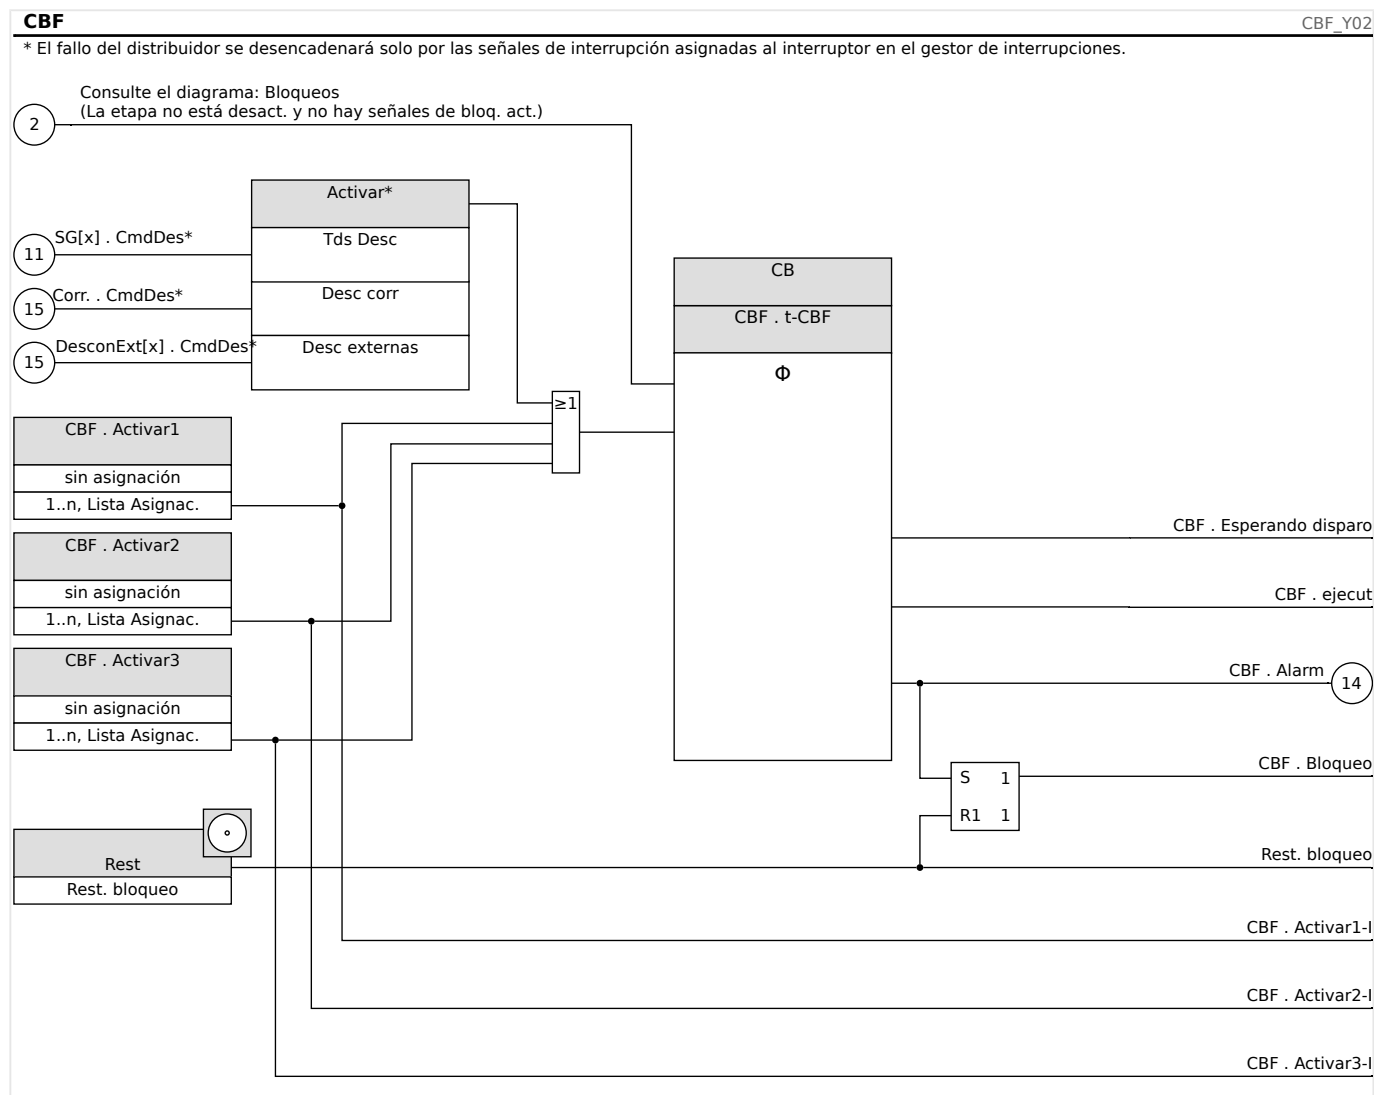 CBF
CBF_Y02
* El fallo del distribuidor se desencadenará solo por las señales de interrupción asignadas al interruptor en el gestor de interrupciones.
Consulte el diagrama: Bloqueos
(La etapa no está desact. y no hay señales de bloq. act.)
2
Activar*
SG[x] . CmdDes*
11
Tds Desc
Corr. . CmdDes*
15
Desc corr
DesconExt[x] . CmdDes*
15
Desc externas
CB
CBF . t-CBF
Φ
≥1
CBF . Activar1
sin asignación
1..n, Lista Asignac.
CBF . Activar2
sin asignación
1..n, Lista Asignac.
CBF . Activar3
sin asignación
1..n, Lista Asignac.
CBF . Esperando disparo
CBF . ejecut
CBF . Alarm
14
CBF . Bloqueo
S 1
R1 1
Rest
Rest. bloqueo
Rest. bloqueo
CBF . Activar1-I
CBF . Activar2-I
CBF . Activar3-I